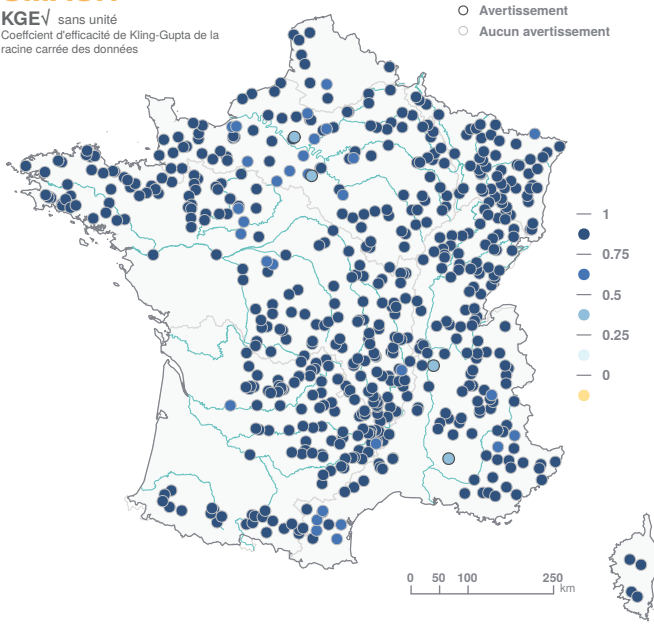 KGE√ sans unité
Coeffcient d'efficacité de Kling-Gupta de la
racine carrée des données
Avertissement
Aucun avertissement
1
0.75
0.5
0.25
0
0 50 100 250
km